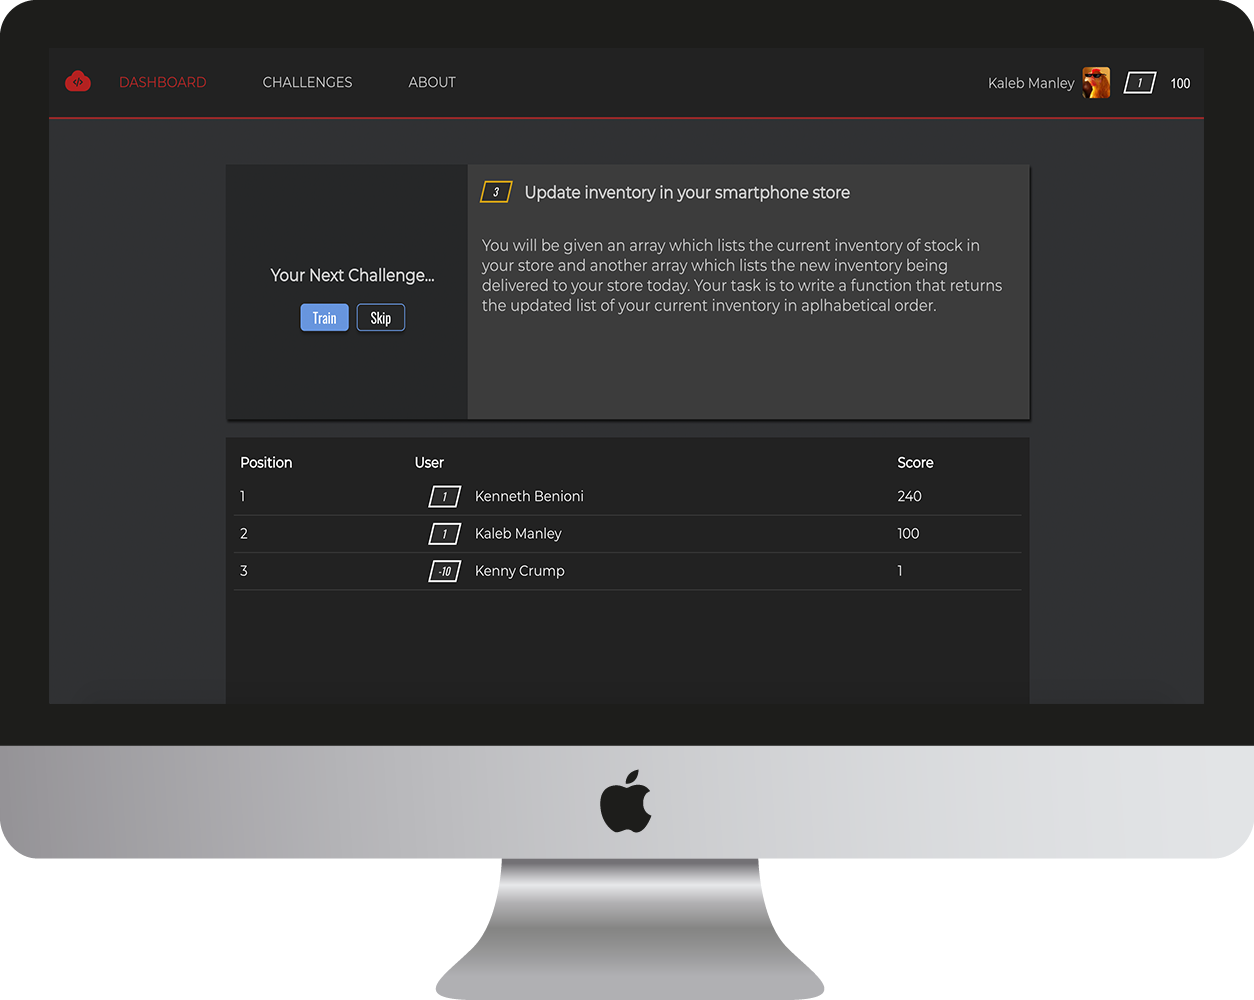 </> DASHBOARD CHALLENGES ABOUT Kaleb Manley 1 100
3 Update inventory in your smartphone store
You will be given an array which lists the current inventory of stock in
your store and another array which lists the new inventory being
delivered to your store today. Your task is to write a function that returns
the updated list of your current inventory in aplhabetical order.
Your Next Challenge...
Train Skip
Position User Score
1 1 Kenneth Benioni 240
2 1 Kaleb Manley 100
3 -10 Kenny Crump 1